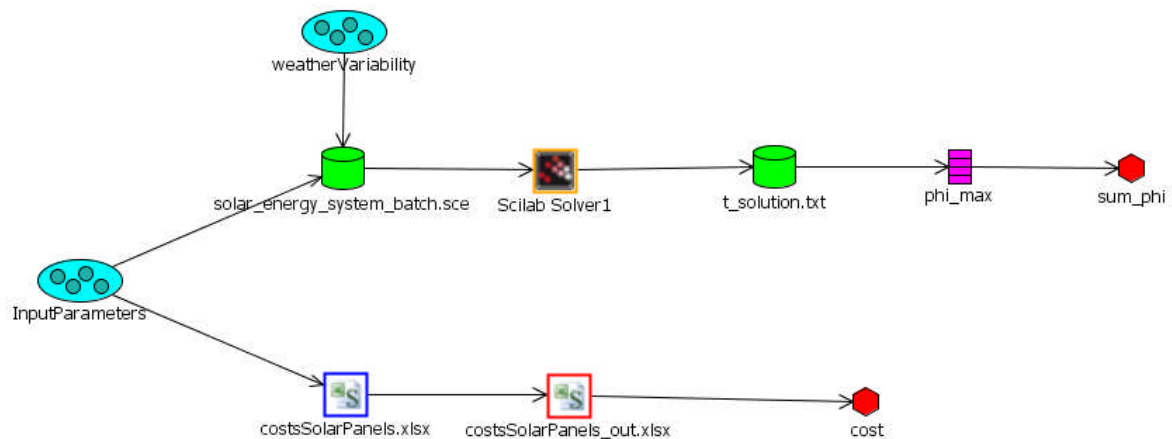 weatherVariability
solar_energy_system_batch.sce
Scilab Solver1
t_solution.txt
phi_max
sum_phi
InputParameters
costsSolarPanels.xlsx
costsSolarPanels_out.xlsx
cost